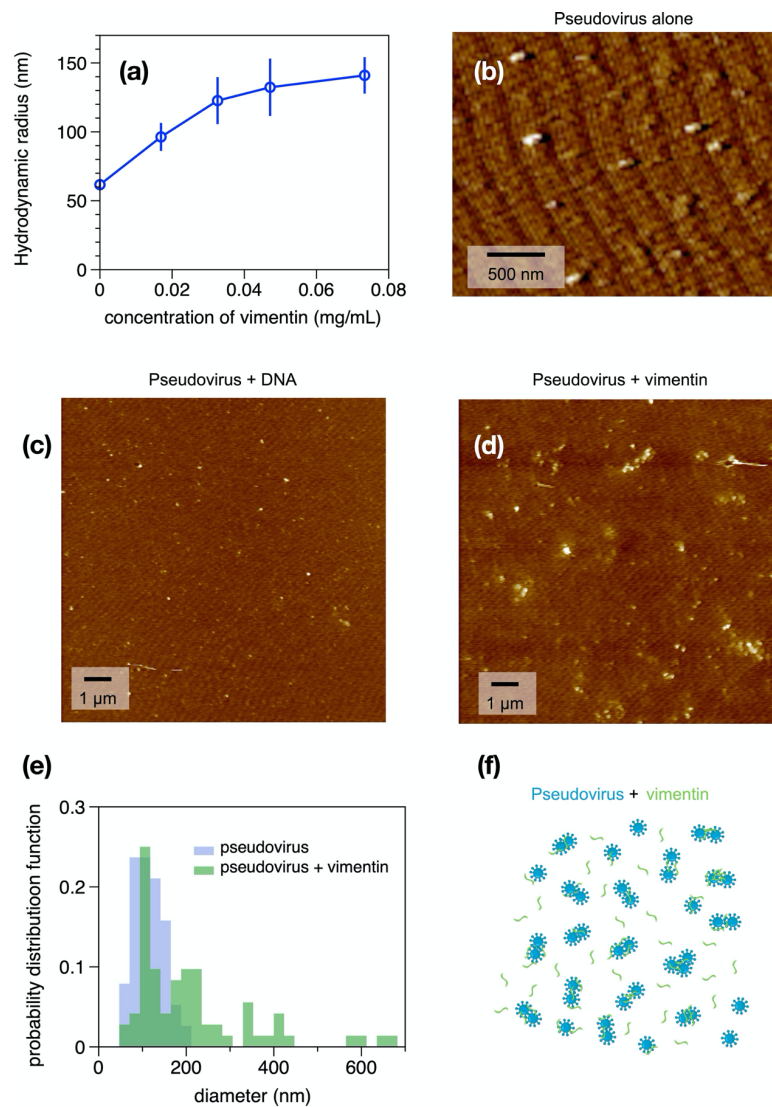 (a)
150
100
50
0
Hydrodynamic radius (nm)
0 0.02 0.04 0.06 0.08
concentration of vimentin (mg/mL)
Pseudovirus alone
(b)
500 nm
Pseudovirus + DNA
(c)
1 μm
Pseudovirus + vimentin
(d)
1 μm
(e)
0.3
0.2
0.1
0
probability distributioon function
pseudovirus
pseudovirus + vimentin
0 200 400 600
diameter (nm)
(f)
Pseudovirus + vimentin